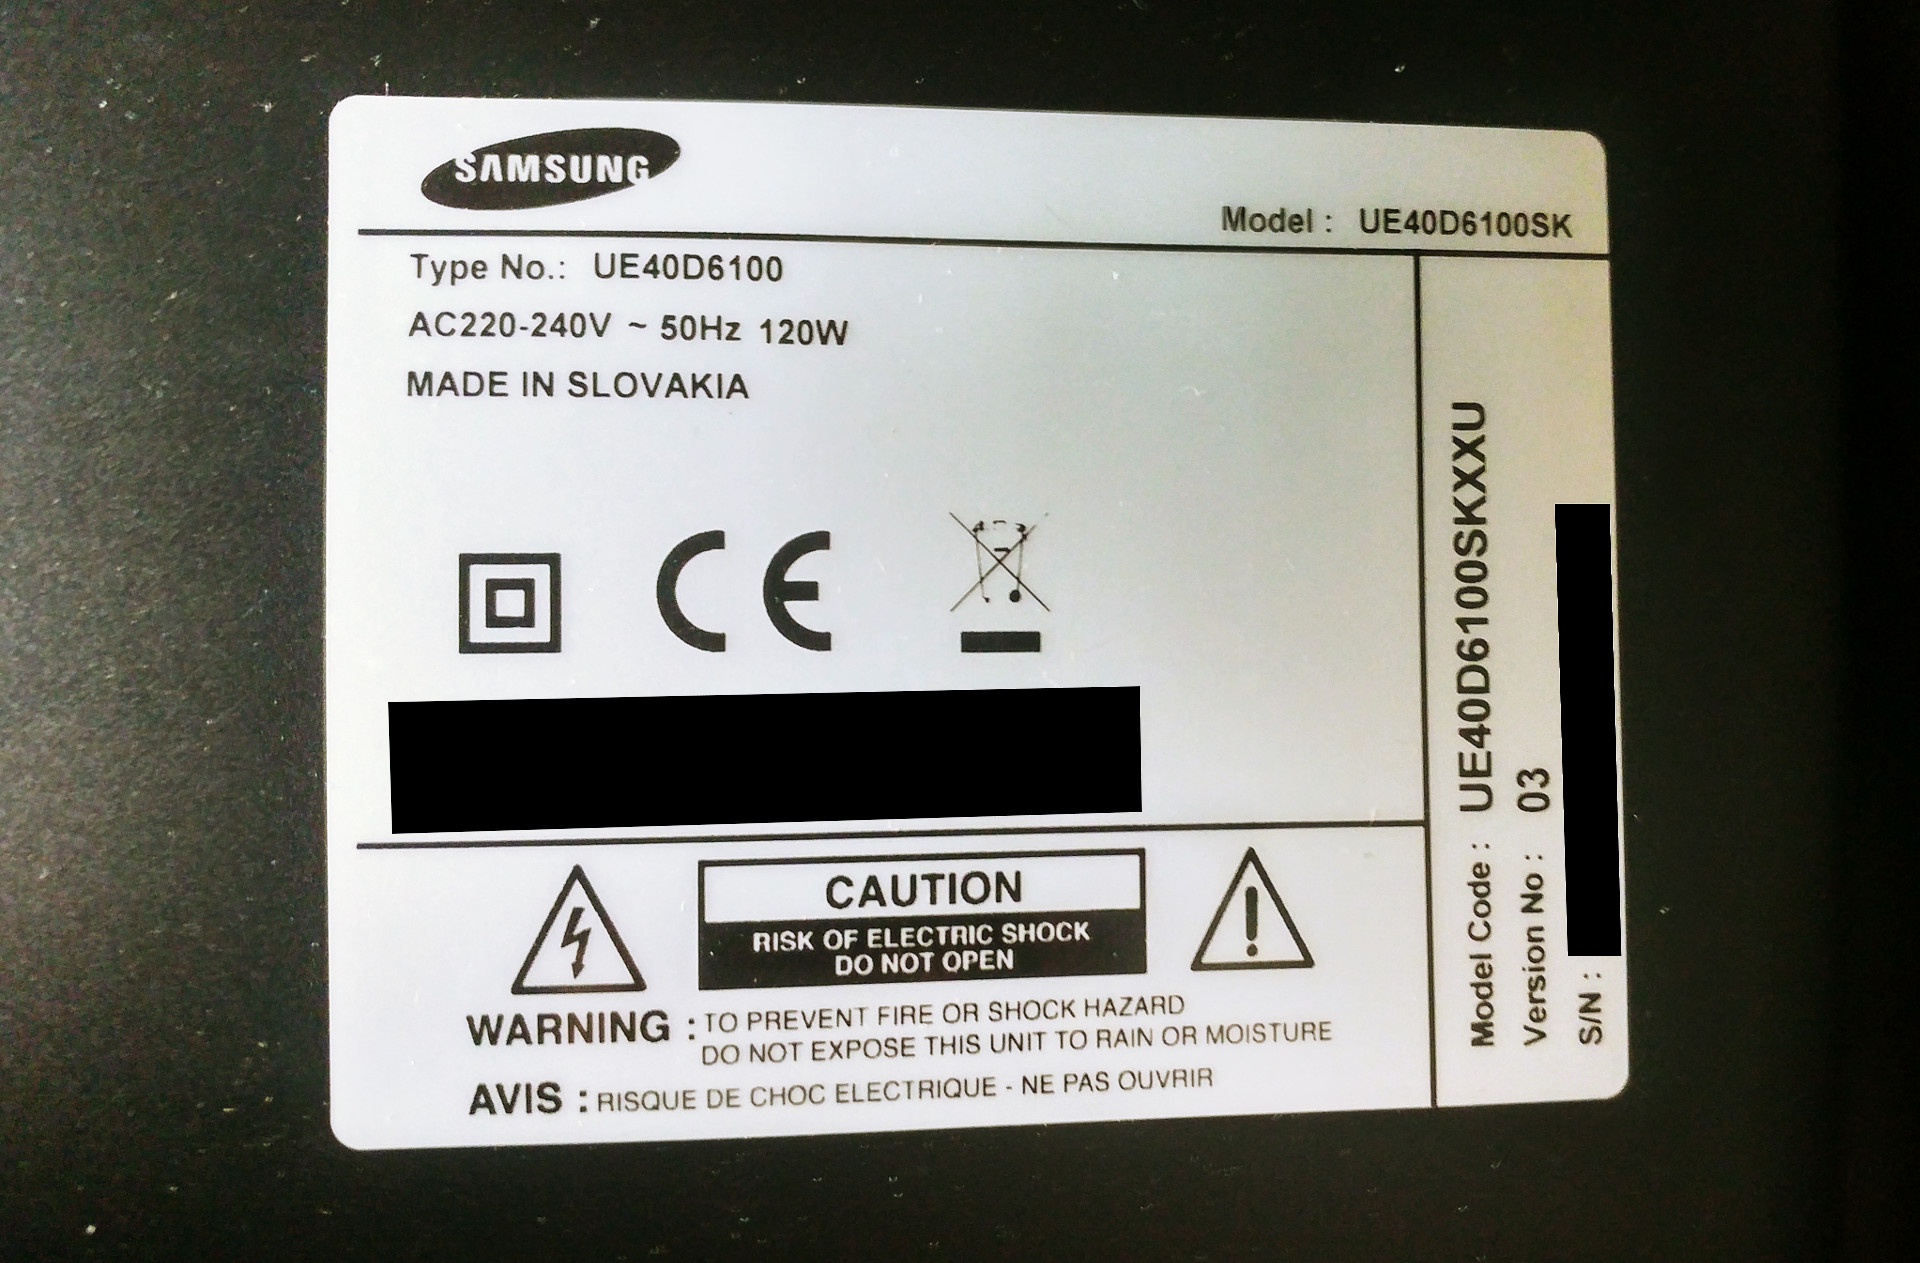 SAMSUNG
Model : UE40D6100SK
Type No.: UE40D6100
AC220-240V ~ 50Hz 120W
MADE IN SLOVAKIA
CE
CAUTION
RISK OF ELECTRIC SHOCK
DO NOT OPEN
WARNING : TO PREVENT FIRE OR SHOCK HAZARD
DO NOT EXPOSE THIS UNIT TO RAIN OR MOISTURE
AVIS : RISQUE DE CHOC ELECTRIQUE - NE PAS OUVRIR
Model Code : UE40D6100SKXXU
Version No : 03
S/N :